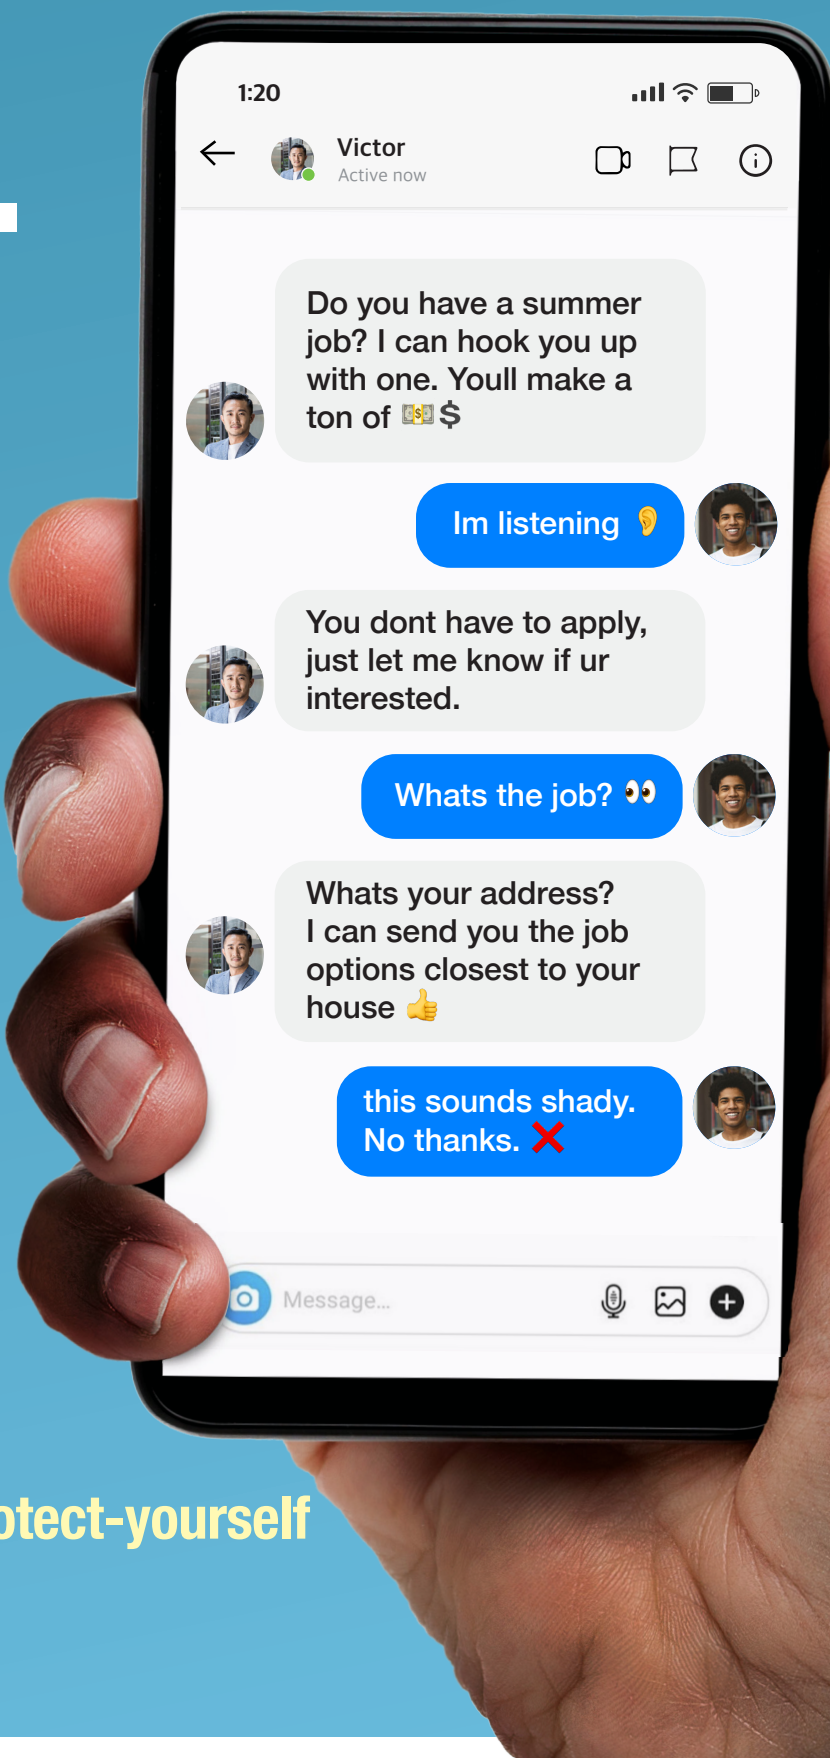 1:20
Victor
Active now
Do you have a summer
job? I can hook you up
with one. Youll make a
ton of 💵$
Im listening 👂
You dont have to apply,
just let me know if ur
interested.
Whats the job? 👀
Whats your address?
I can send you the job
options closest to your
house 👍
this sounds shady.
No thanks. ❌
Message...
otect-yourself